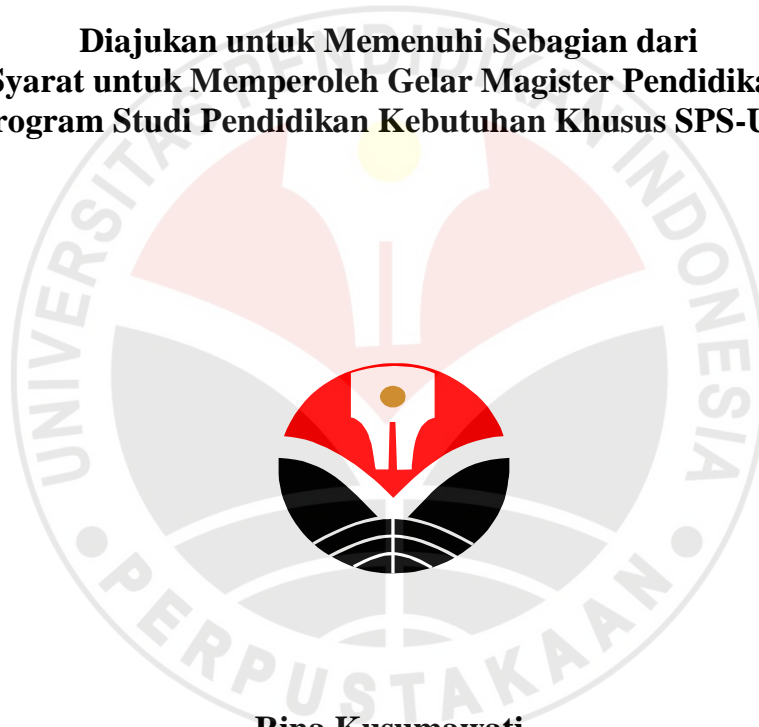 Diajukan untuk Memenuhi Sebagian dari
Syarat untuk Memperoleh Gelar Magister Pendidika
rogram Studi Pendidikan Kebutuhan Khusus SPS-U
UNIVERSITAS PENDIDIKAN INDONESIA
• PERPUSTAKAAN •
Kusumawati